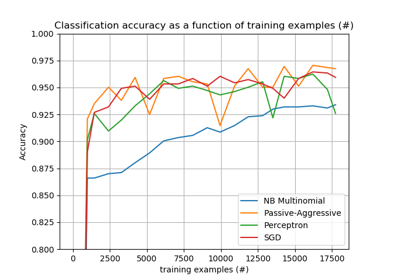 Classification accuracy as a function of training examples (#)
1.000
0.975
0.950
0.925
0.900
0.875
0.850
0.825
0.800
Accuracy
NB Multinomial
Passive-Aggressive
Perceptron
SGD
0 2500 5000 7500 10000 12500 15000 17500
training examples (#)